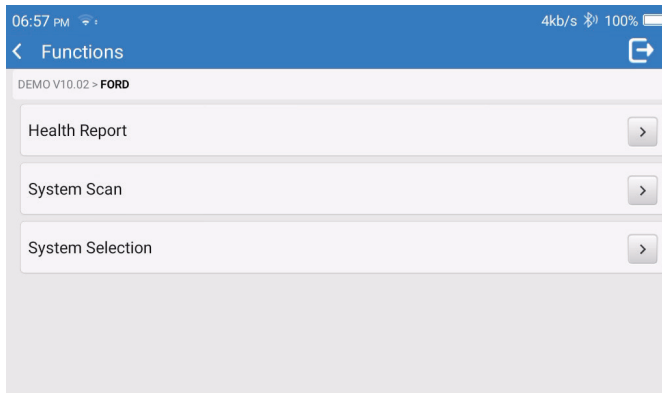 06:57 PM 4kb/s 100%
Functions
DEMO V10.02 > FORD
Health Report
System Scan
System Selection